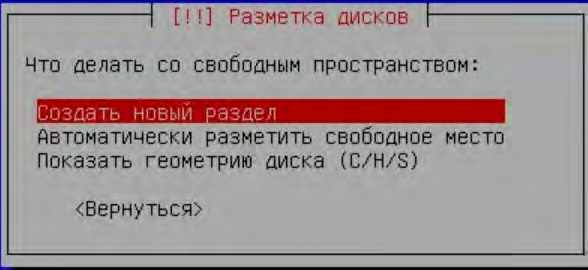 [!!] Разметка дисков
Что делать со свободным пространством:
Создать новый раздел
Автоматически разметить свободное место
Показать геометрию диска (C/H/S)
<Вернуться>